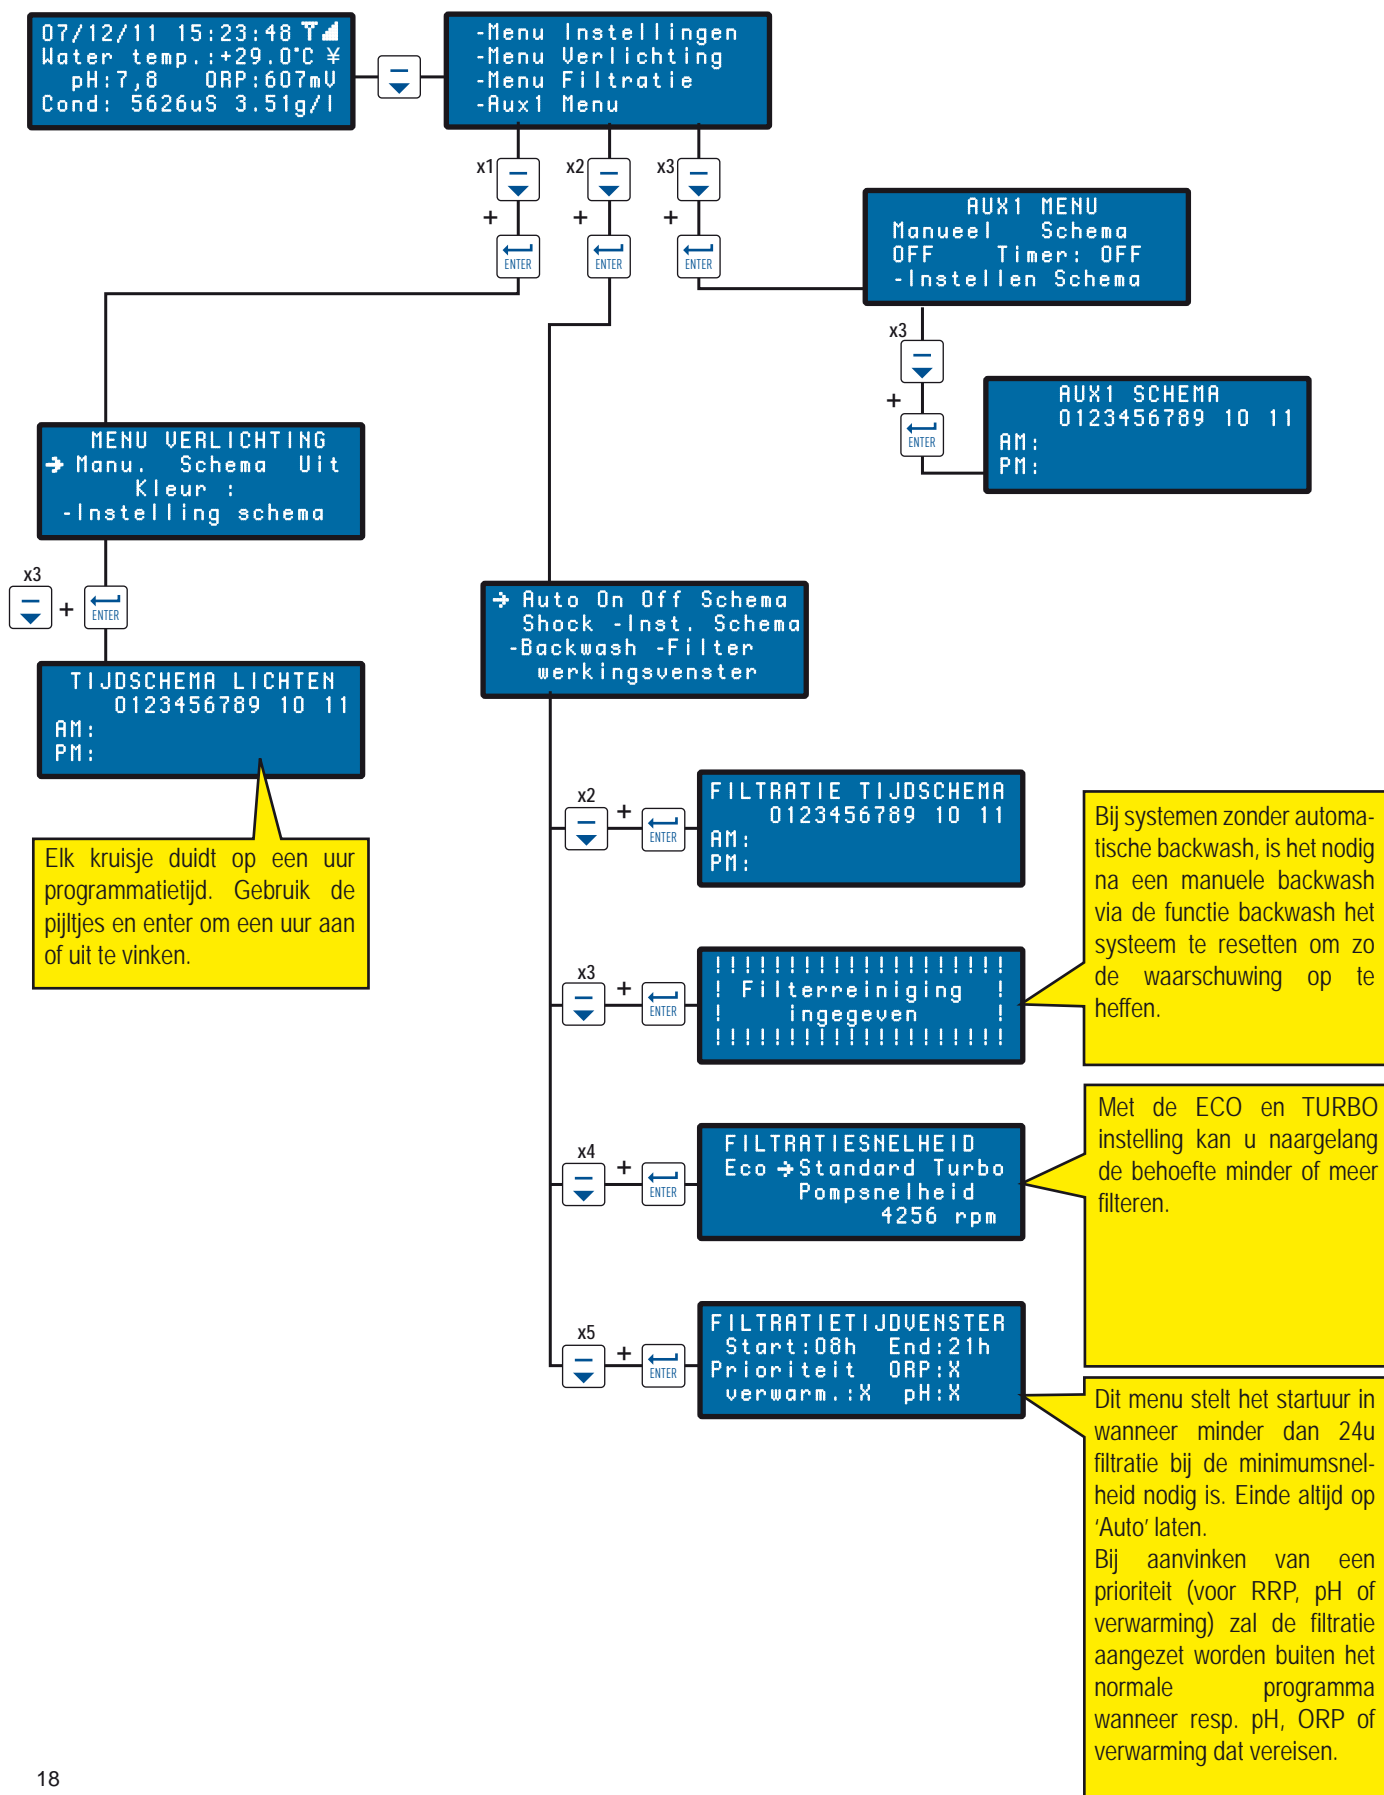 07/12/11 15:23:48
Water temp.:+29.0°C ¥
pH:7,8 ORP:607mV
Cond: 5626uS 3.51g/l
-Menu Instellingen
-Menu Verlichting
-Menu Filtratie
-Aux1 Menu
x1
+
ENTER
x2
+
ENTER
x3
+
ENTER
AUX1 MENU
Manueel Schema
OFF Timer: OFF
-Instellen Schema
x3
+
ENTER
AUX1 SCHEMA
0123456789 10 11
AM:
PM:
MENU VERLICHTING
→ Manu. Schema Uit
Kleur :
-Instelling schema
x3
+
ENTER
TIJDSCHEMA LICHTEN
0123456789 10 11
AM:
PM:
Elk kruisje duidt op een uur
programmatietijd. Gebruik de
pijltjes en enter om een uur aan
of uit te vinken.
→ Auto On Off Schema
Shock -Inst. Schema
-Backwash -Filter
werkingsvenster
x2
+
ENTER
FILTRATIE TIJDSCHEMA
0123456789 10 11
AM:
PM:
x3
+
ENTER
!!!!!!!!!!!!!!!!!!!!
! Filterreiniging !
! ingegeven !
!!!!!!!!!!!!!!!!!!!!
Bij systemen zonder automa-
tische backwash, is het nodig
na een manuele backwash
via de functie backwash het
systeem te resetten om zo
de waarschuwing op te
heffen.
x4
+
ENTER
FILTRATIESNELHEID
Eco →Standard Turbo
Pompsnelheid
4256 rpm
Met de ECO en TURBO
instelling kan u naargelang
de behoefte minder of meer
filteren.
x5
+
ENTER
FILTRATIETIJDVENSTER
Start:08h End:21h
Prioriteit ORP:X
verwarm.:X pH:X
Dit menu stelt het startuur in
wanneer minder dan 24u
filtratie bij de minimumsnel-
heid nodig is. Einde altijd op
‘Auto’ laten.
Bij aanvinken van een
prioriteit (voor RRP, pH of
verwarming) zal de filtratie
aangezet worden buiten het
normale programma
wanneer resp. pH, ORP of
verwarming dat vereisen.
18